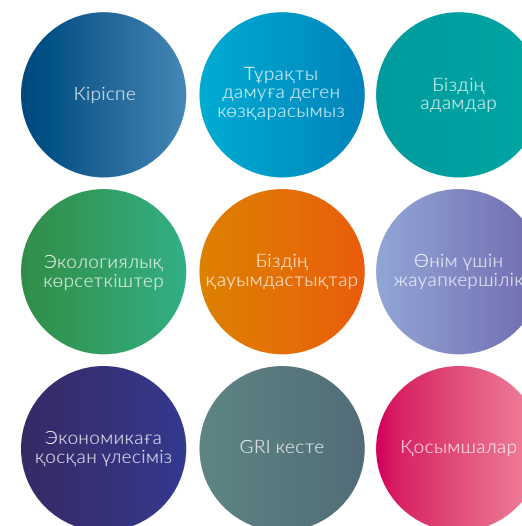 Кіріспе
Тұрақты
дамуға деген
көзқарасымыз
Біздің
адамдар
Экологиялық
көрсеткіштер
Біздің
қауымдастықтар
Өнім үшін
жауапкершілік
Экономикаға
қосқан үлесіміз
GRI кесте
Қосымшалар